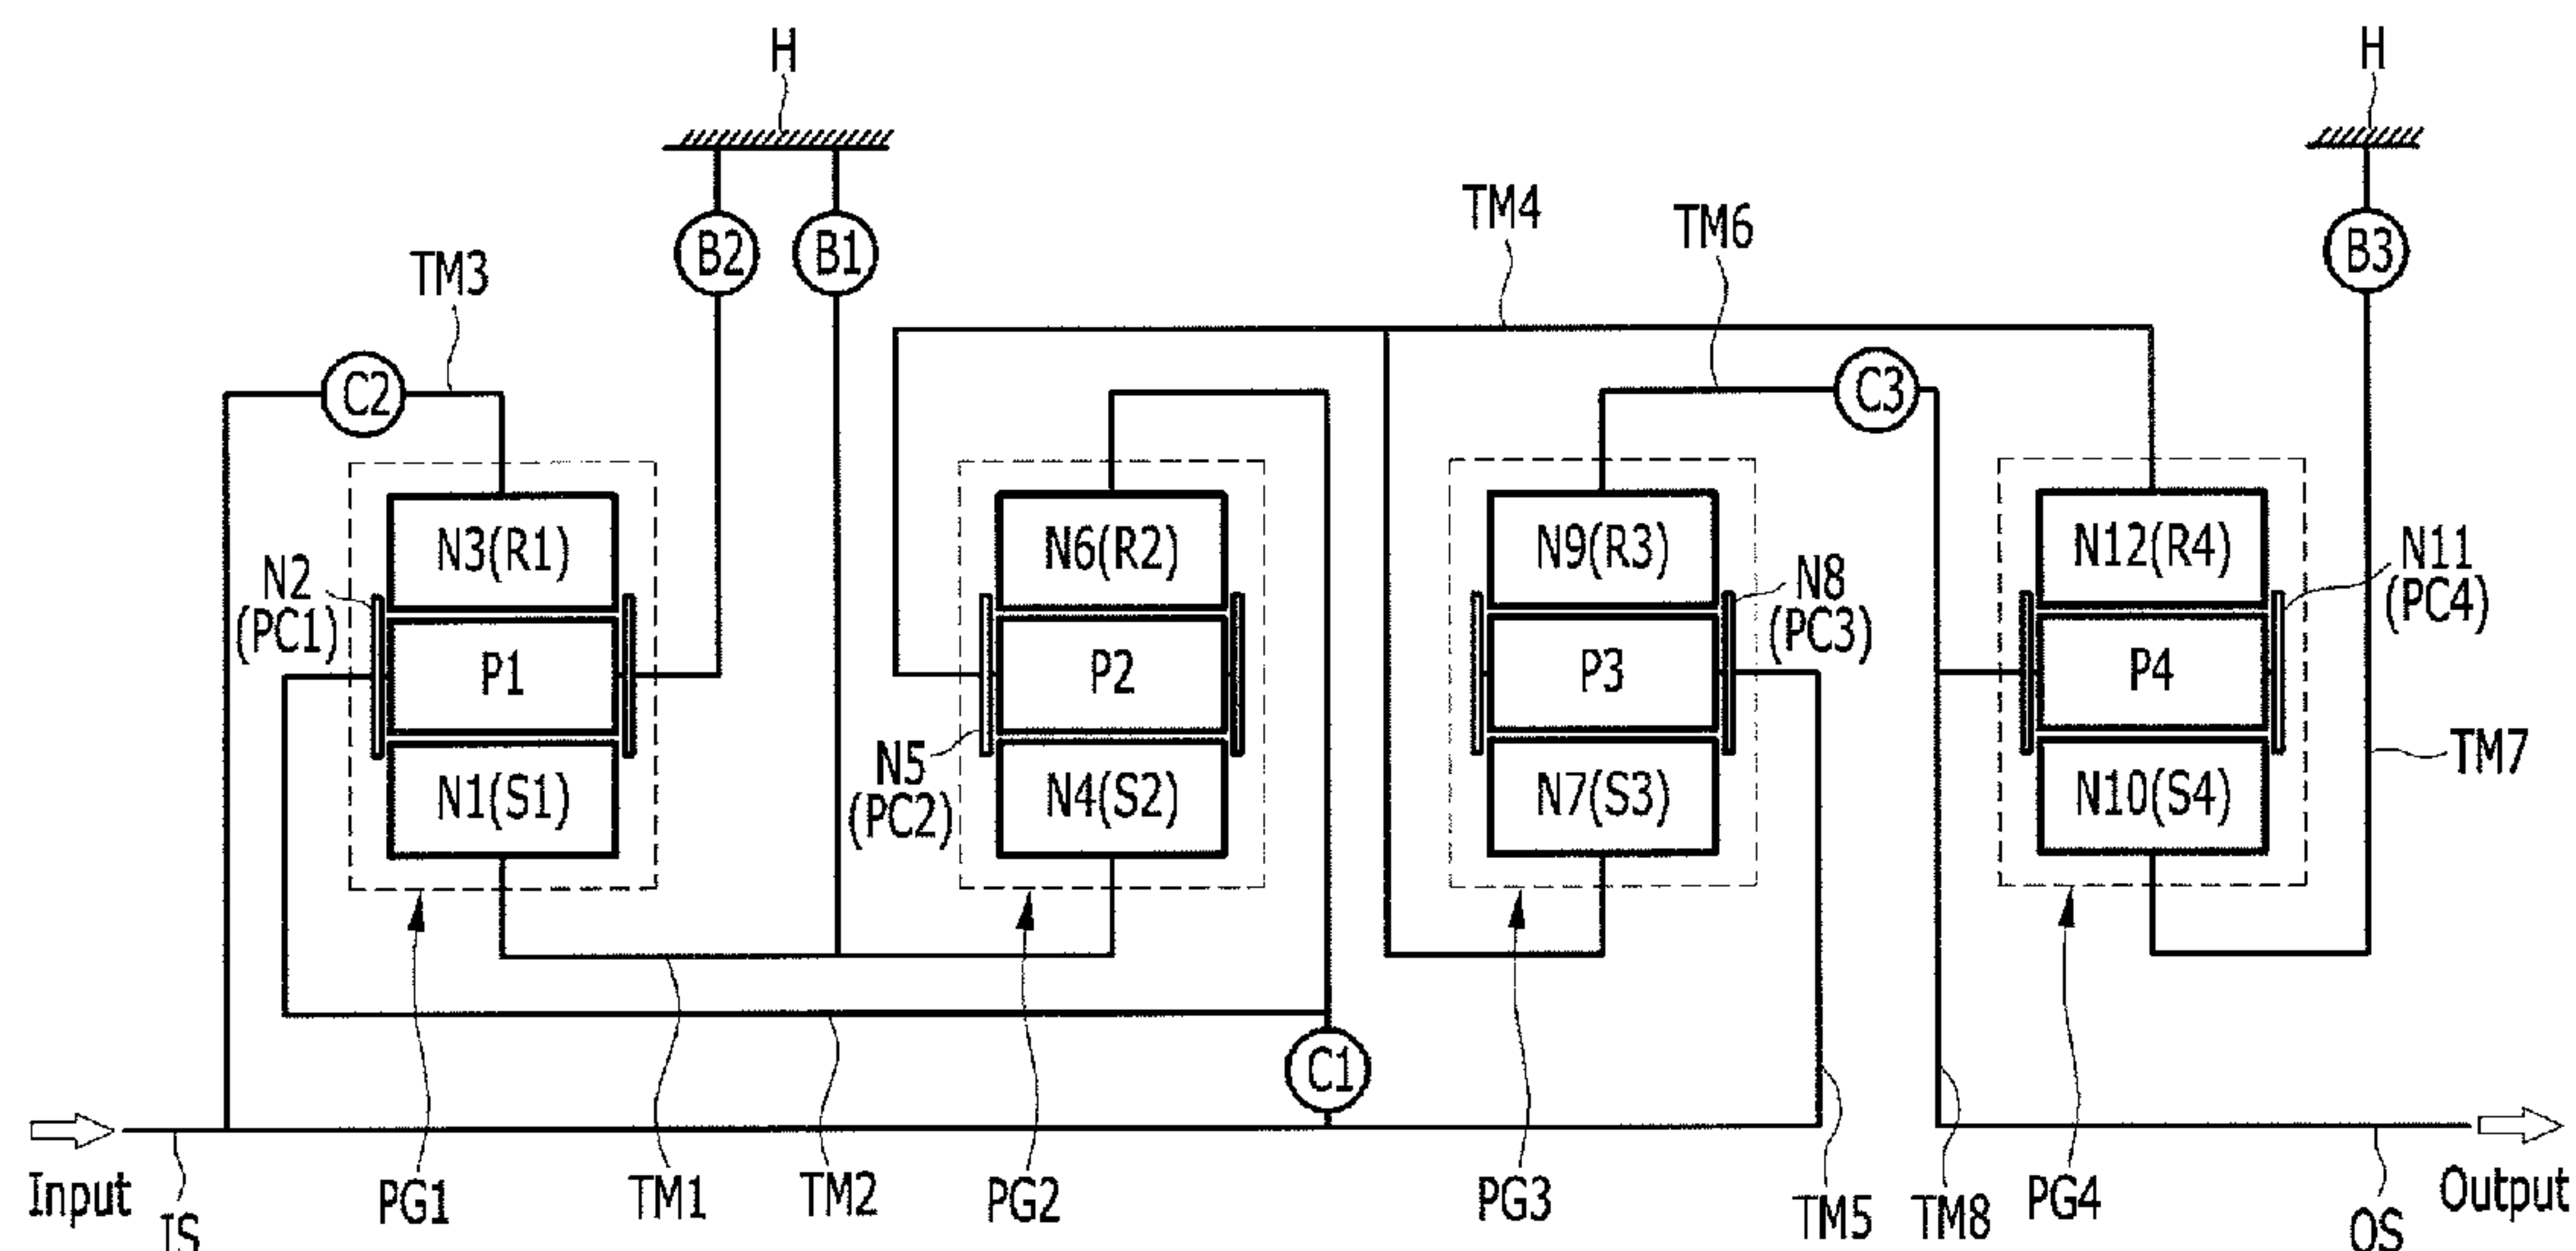 H
H
B2
B1
B3
TM3
TM4
TM6
C2
C3
N3(R1)
N6(R2)
N9(R3)
N12(R4)
N2
(PC1)
N8
(PC3)
N11
(PC4)
P1
P2
P3
P4
N5
(PC2)
TM7
N1(S1)
N4(S2)
N7(S3)
N10(S4)
C1
Input
IS
PG1
TM1
TM2
PG2
PG3
TM5
TM8
PG4
OS
Output